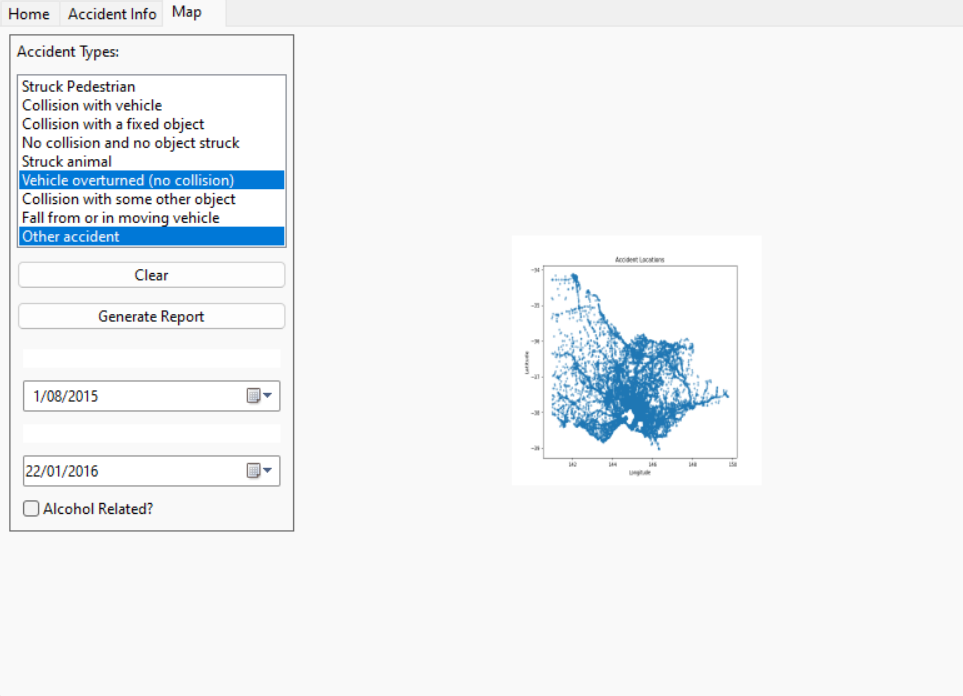 Home Accident Info Map
Accident Types:
Struck Pedestrian
Collision with vehicle
Collision with a fixed object
No collision and no object struck
Struck animal
Vehicle overturned (no collision)
Collision with some other object
Fall from or in moving vehicle
Other accident
Clear
Generate Report
1/08/2015
22/01/2016
Alcohol Related?
Accident Locations
Latitude
-34
-35
-36
-37
-38
-39
142 144 146 148 150
Longitude